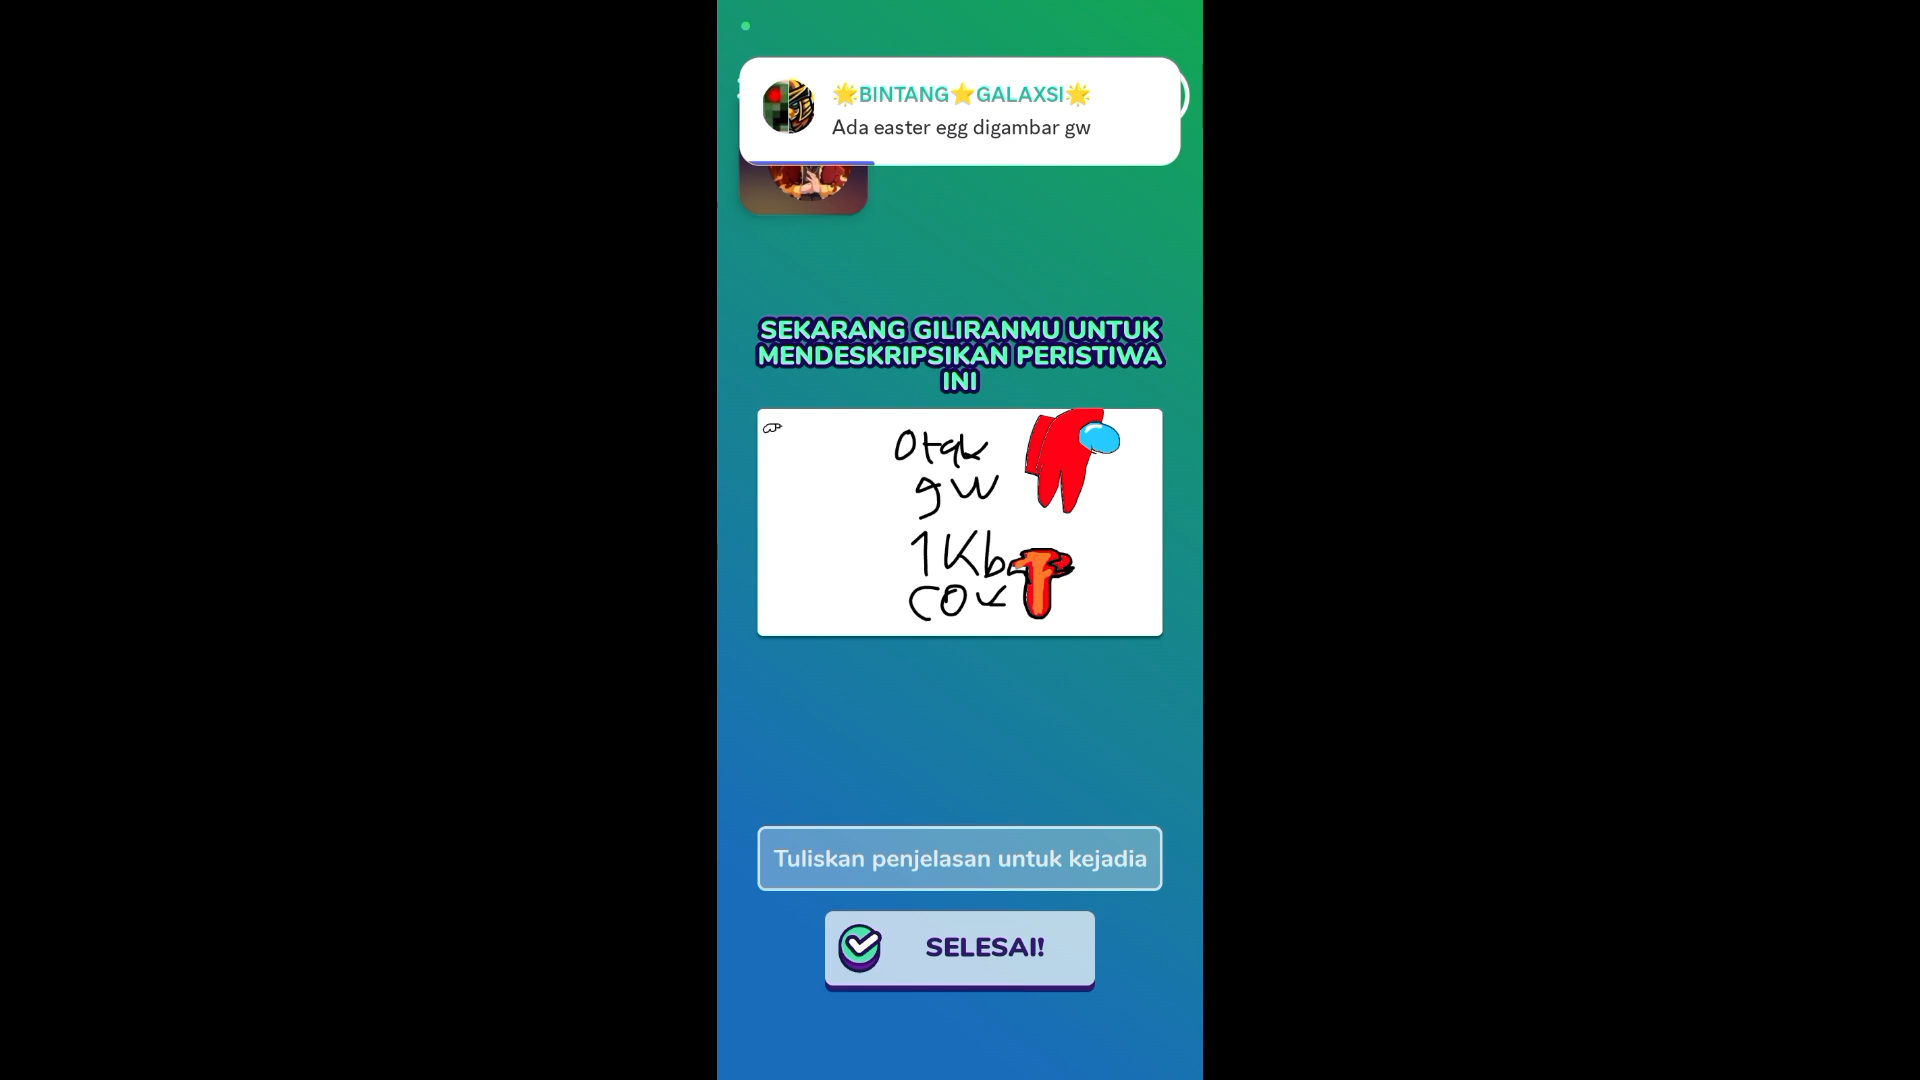 🌟BINTANG⭐GALAXSI🌟
Ada easter egg digambar gw
SEKARANG GILIRANMU UNTUK
MENDESKRIPSIKAN PERISTIWA
INI
Otak
gw
1Kb
COK
Tuliskan penjelasan untuk kejadia
SELESAI!